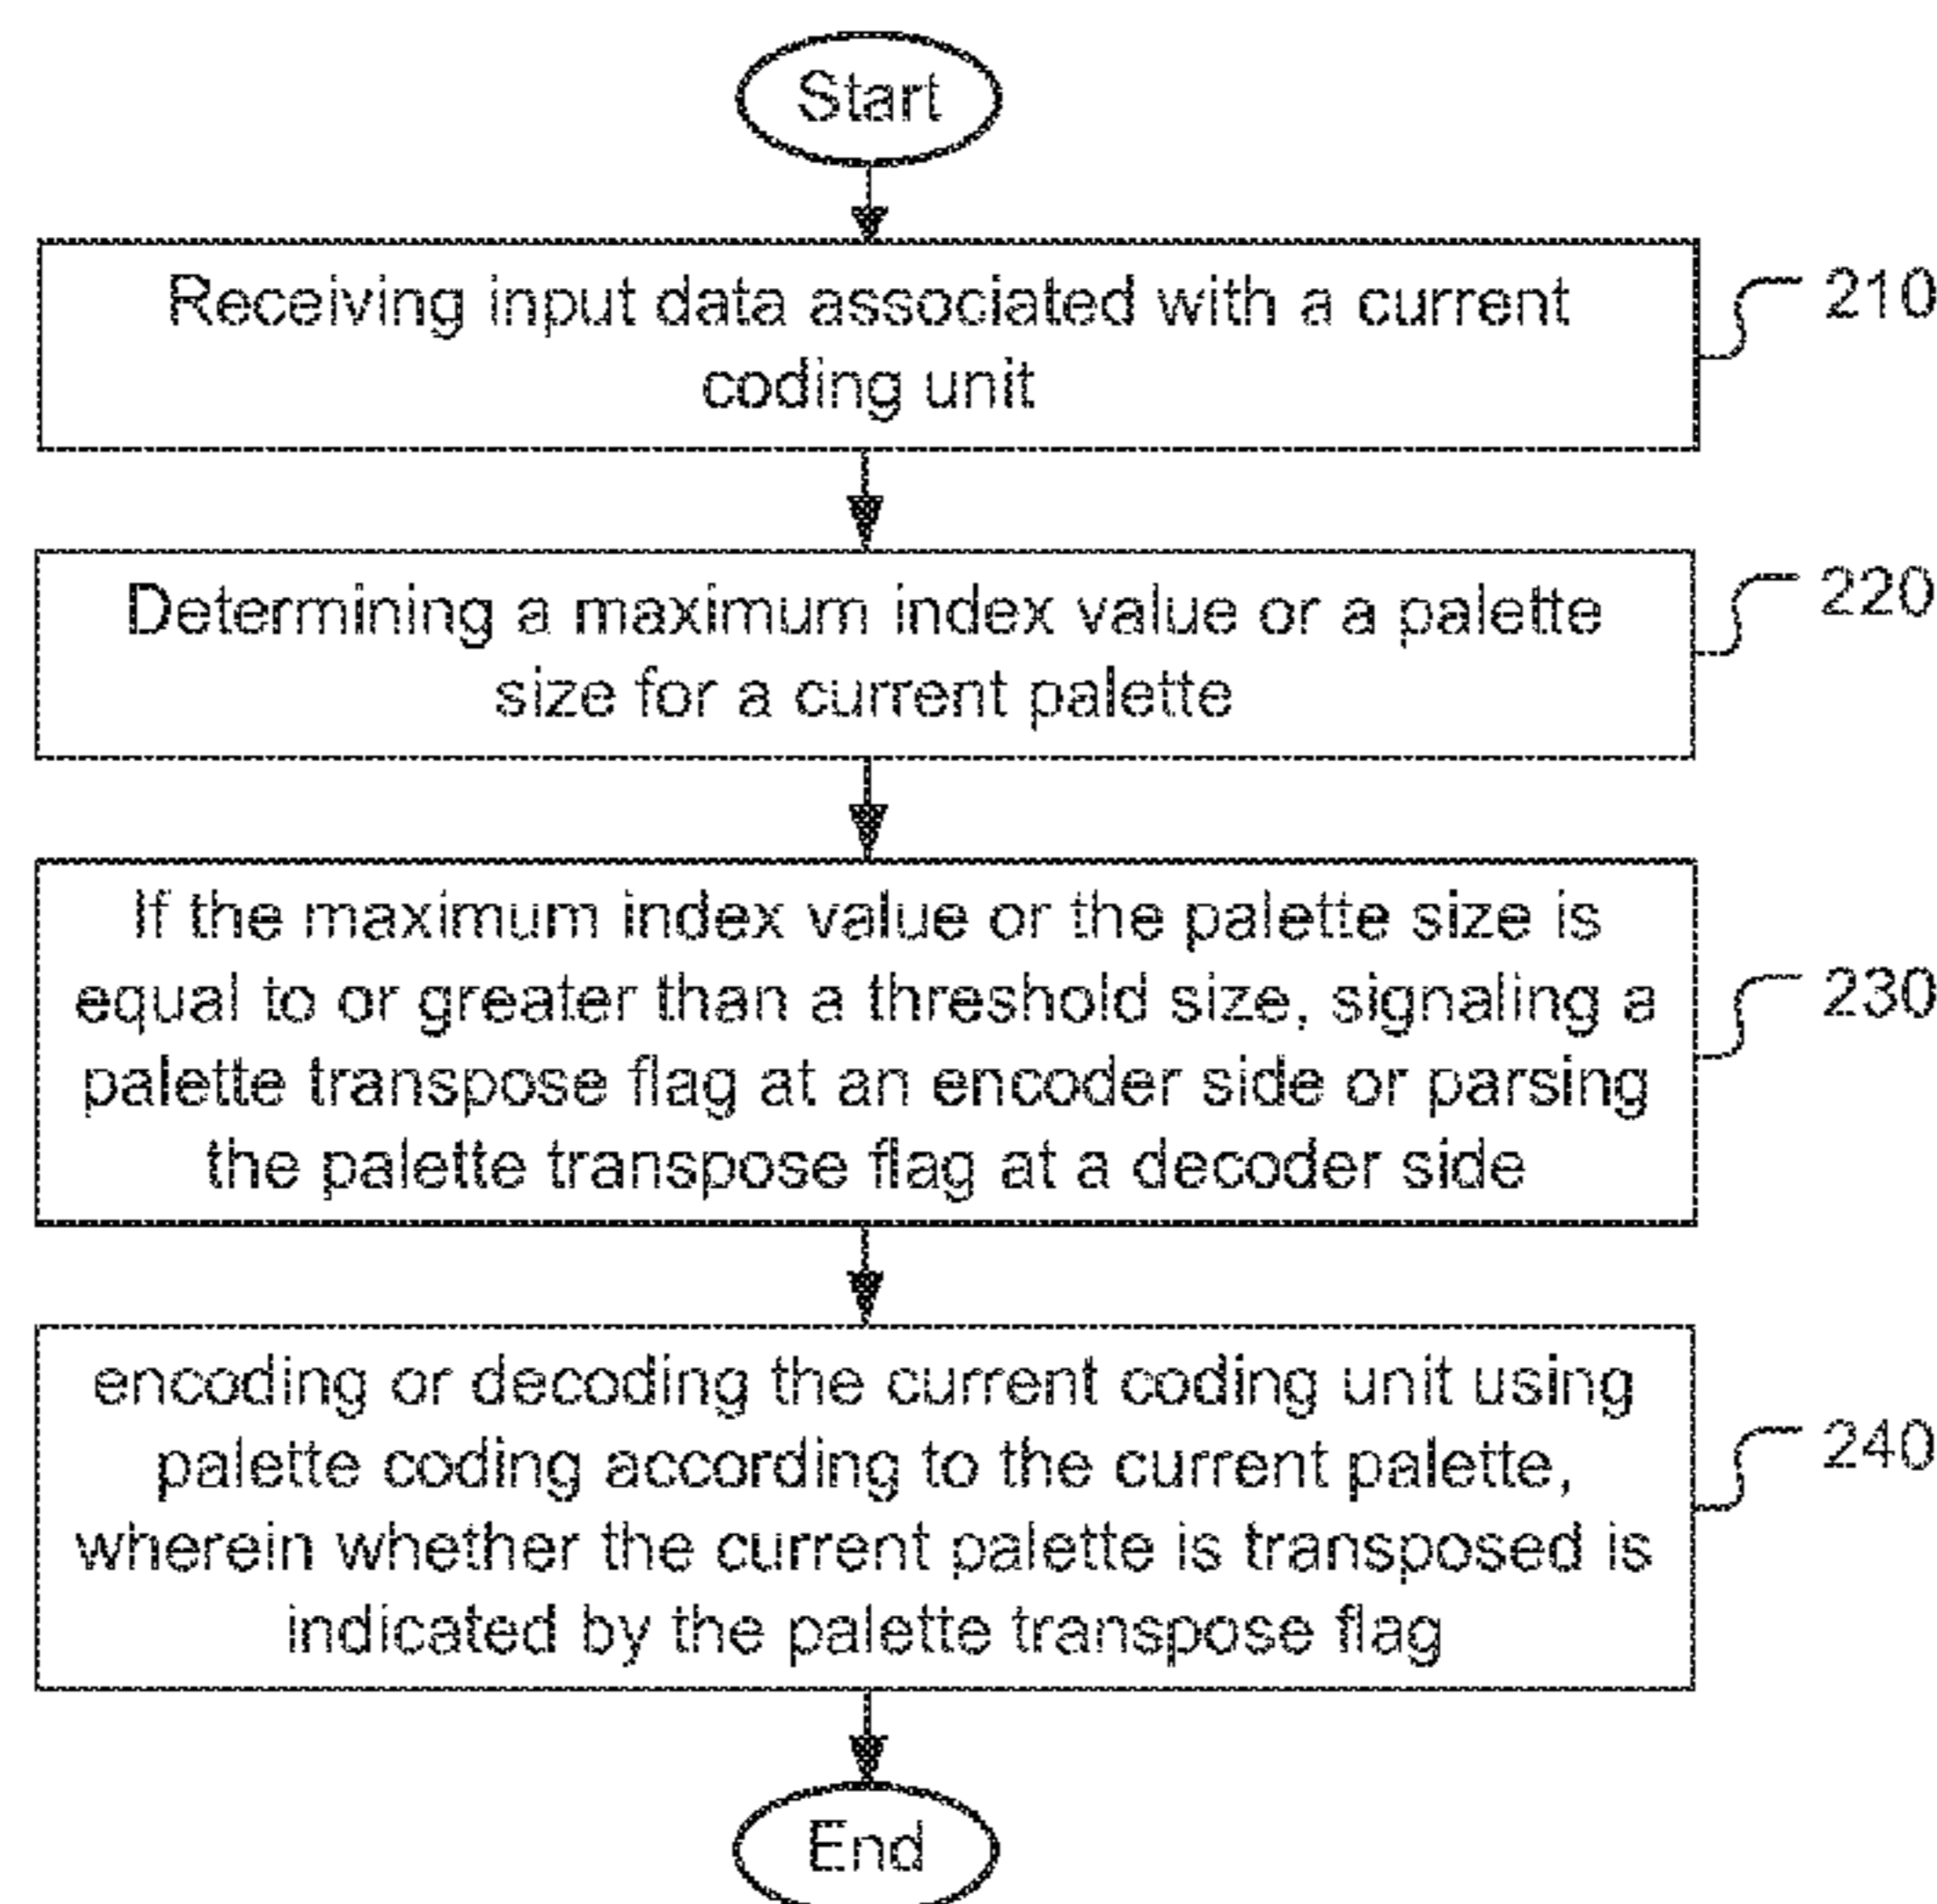 Start
Receiving input data associated with a current
coding unit
210
Determining a maximum index value or a palette
size for a current palette
220
If the maximum index value or the palette size is
equal to or greater than a threshold size, signaling a
palette transpose flag at an encoder side or parsing
the palette transpose flag at a decoder side
230
encoding or decoding the current coding unit using
palette coding according to the current palette,
wherein whether the current palette is transposed is
indicated by the palette transpose flag
240
End